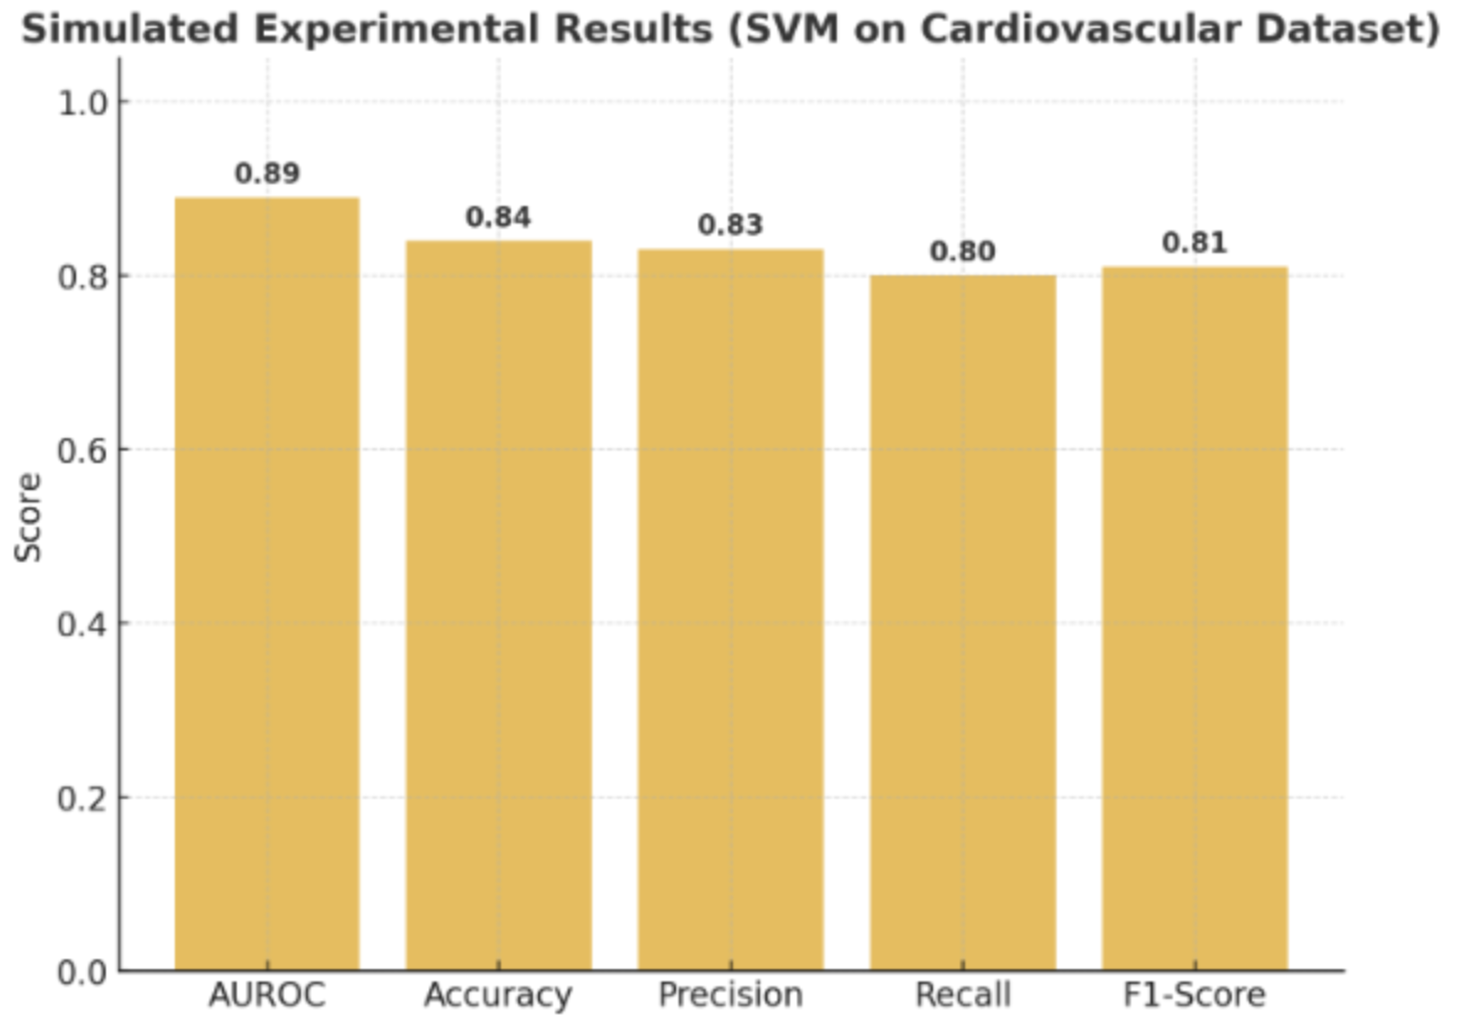 Simulated Experimental Results (SVM on Cardiovascular Dataset)
1.0
0.8
0.6
0.4
0.2
0.0
Score
0.89
0.84
0.83
0.80
0.81
AUROC
Accuracy
Precision
Recall
F1-Score